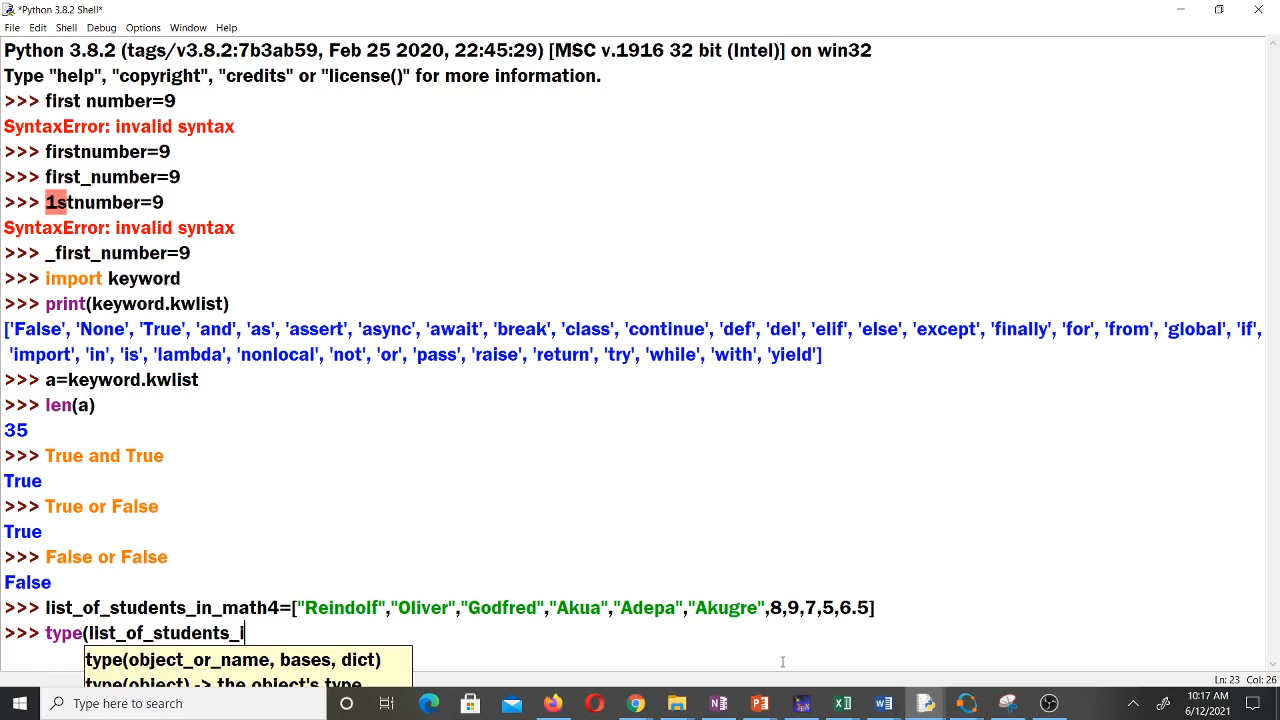 *Python 3.8.2 Shell*
File Edit Shell Debug Options Window Help
Python 3.8.2 (tags/v3.8.2:7b3ab59, Feb 25 2020, 22:45:29) [MSC v.1916 32 bit (Intel)] on win32
Type "help", "copyright", "credits" or "license()" for more information.
>>> first number=9
SyntaxError: invalid syntax
>>> firstnumber=9
>>> first_number=9
>>> 1stnumber=9
SyntaxError: invalid syntax
>>> _first_number=9
>>> import keyword
>>> print(keyword.kwlist)
['False', 'None', 'True', 'and', 'as', 'assert', 'async', 'await', 'break', 'class', 'continue', 'def', 'del', 'elif', 'else', 'except', 'finally', 'for', 'from', 'global', 'if',
'import', 'in', 'is', 'lambda', 'nonlocal', 'not', 'or', 'pass', 'raise', 'return', 'try', 'while', 'with', 'yield']
>>> a=keyword.kwlist
>>> len(a)
35
>>> True and True
True
>>> True or False
True
>>> False or False
False
>>> list_of_students_in_math4=["Reindolf","Oliver","Godfred","Akua","Adepa","Akugre",8,9,7,5,6.5]
>>> type(list_of_students_i
type(object_or_name, bases, dict)
type(object) -> the object's type
Ln: 23 Col: 26
Type here to search
10:17 AM
6/12/2021